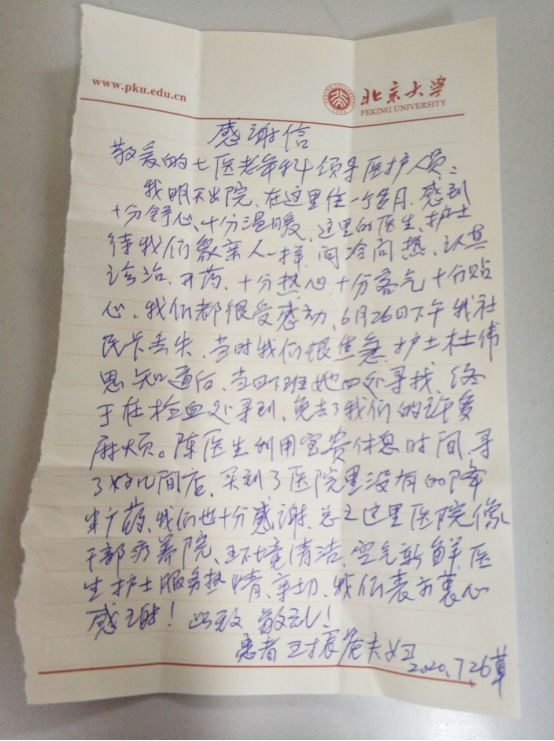 www.pku.edu.cn
北京大学
PEKING UNIVERSITY
感谢信
敬爱的七医老年科领导医护人员:
我明天出院,在这里住一个月,感到
十分舒心、十分温暖,这里的医生、护士
待我们象亲人一样,问冷问热,认真
诊治,开药,十分热心十分客气十分贴
心,我们都很受感动,6月26日下午我社
民卡丢失,当时我们很焦急,护士杜伟
思知道后,当日下班她四处寻找,终
于在检血处寻到,免去了我们的许多
麻烦。陈医生利用宝贵休息时间,寻
了好几间店,买到了医院里没有的降
药,我们也十分感谢,总之这里医院像
干部疗养院,环境清洁,空气新鲜医
生护士服务热情、亲切,我们表示衷心
感谢!此致 敬礼!
患者 王振 夫妇
2020.7.26草